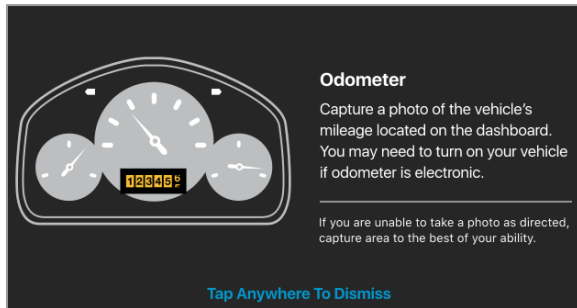 Odometer
Capture a photo of the vehicle's
mileage located on the dashboard.
You may need to turn on your vehicle
if odometer is electronic.
12345
If you are unable to take a photo as directed,
capture area to the best of your ability.
Tap Anywhere To Dismiss